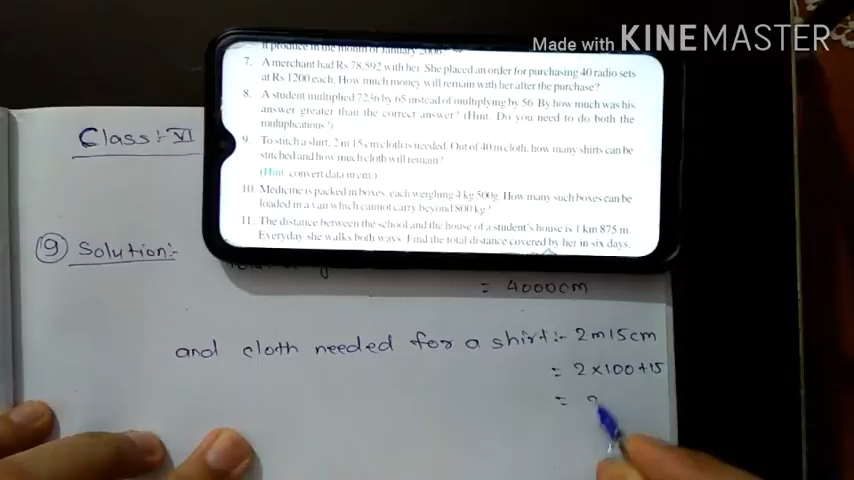 Made with KINEMASTER
it produce in the month of January 2006?
7. A merchant had Rs 78,592 with her. She placed an order for purchasing 40 radio sets
at Rs 1200 each. How much money will remain with her after the purchase?
8. A student multiplied 7236 by 65 instead of multiplying by 56. By how much was his
answer greater than the correct answer? (Hint: Do you need to do both the
multiplications?)
9. To stitch a shirt, 2 m 15 cm cloth is needed. Out of 40 m cloth, how many shirts can be
stitched and how much cloth will remain?
(Hint: convert data in cm.)
10. Medicine is packed in boxes, each weighing 4 kg 500g. How many such boxes can be
loaded in a van which cannot carry beyond 800 kg?
11. The distance between the school and the house of a student's house is 1 km 875 m.
Everyday she walks both ways. Find the total distance covered by her in six days.
Class:- VI
9 Solution:-
= 4000cm
and cloth needed for a shirt:- 2m15cm
= 2×100+15
=